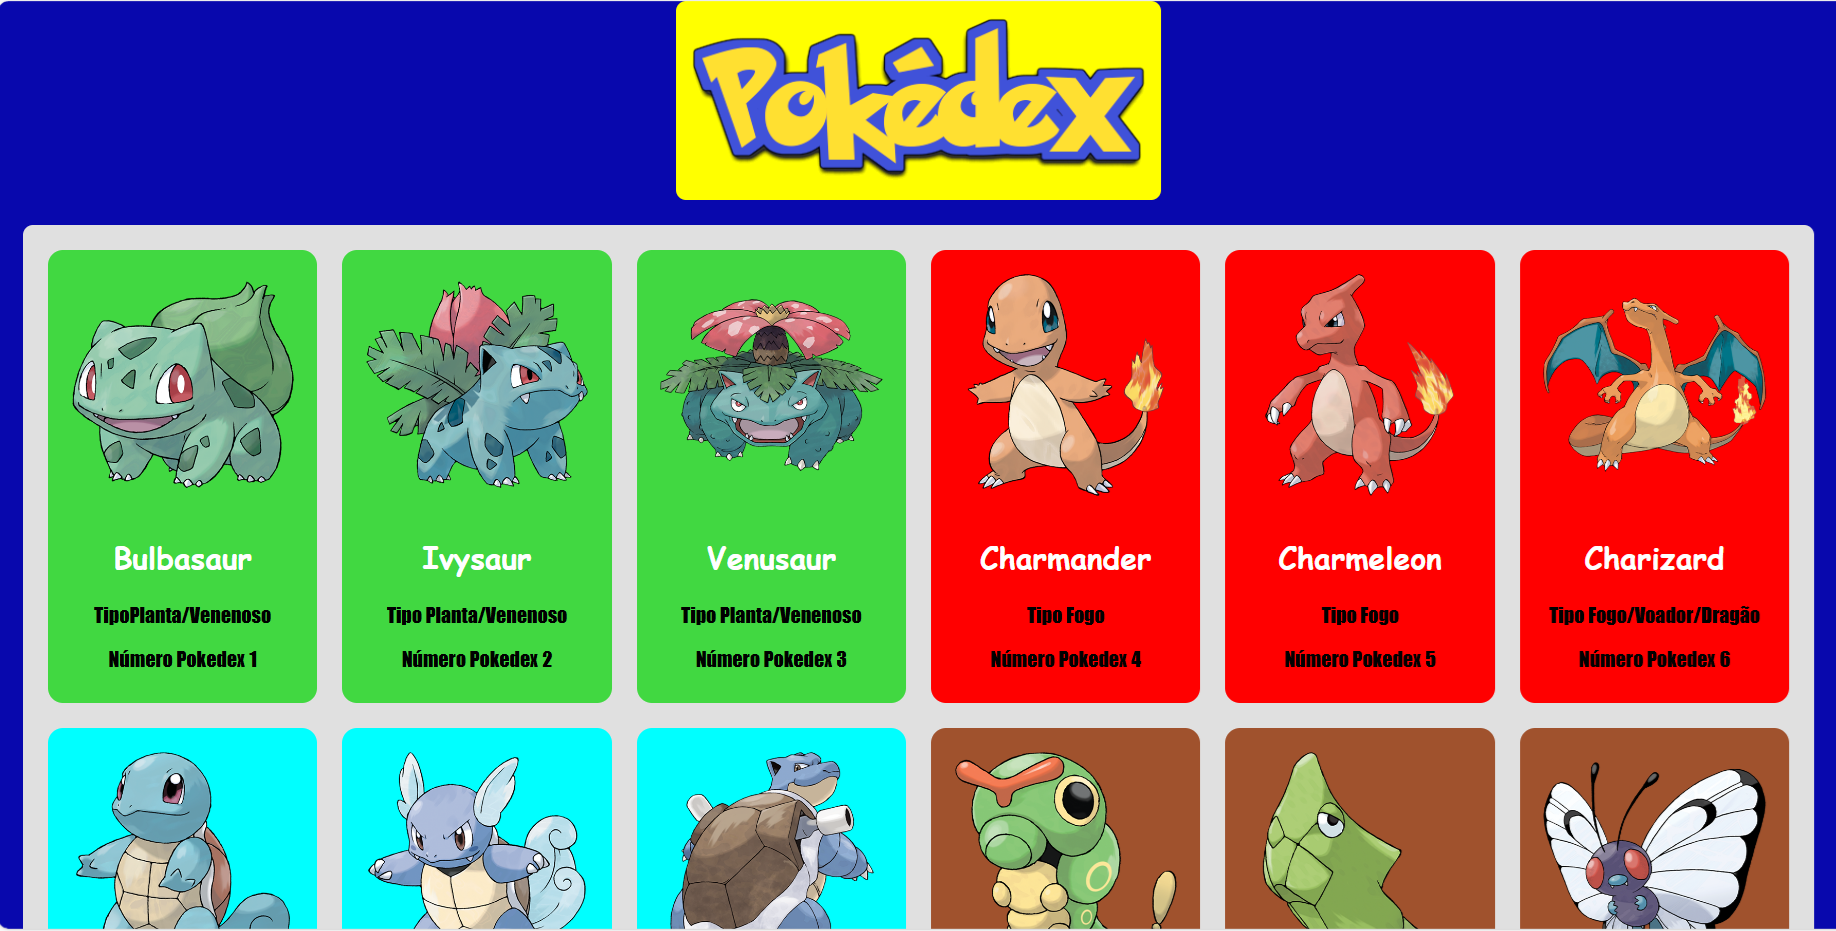 Pokédex
Bulbasaur
TipoPlanta/Venenoso
Número Pokedex 1
Ivysaur
Tipo Planta/Venenoso
Número Pokedex 2
Venusaur
Tipo Planta/Venenoso
Número Pokedex 3
Charmander
Tipo Fogo
Número Pokedex 4
Charmeleon
Tipo Fogo
Número Pokedex 5
Charizard
Tipo Fogo/Voador/Dragão
Número Pokedex 6